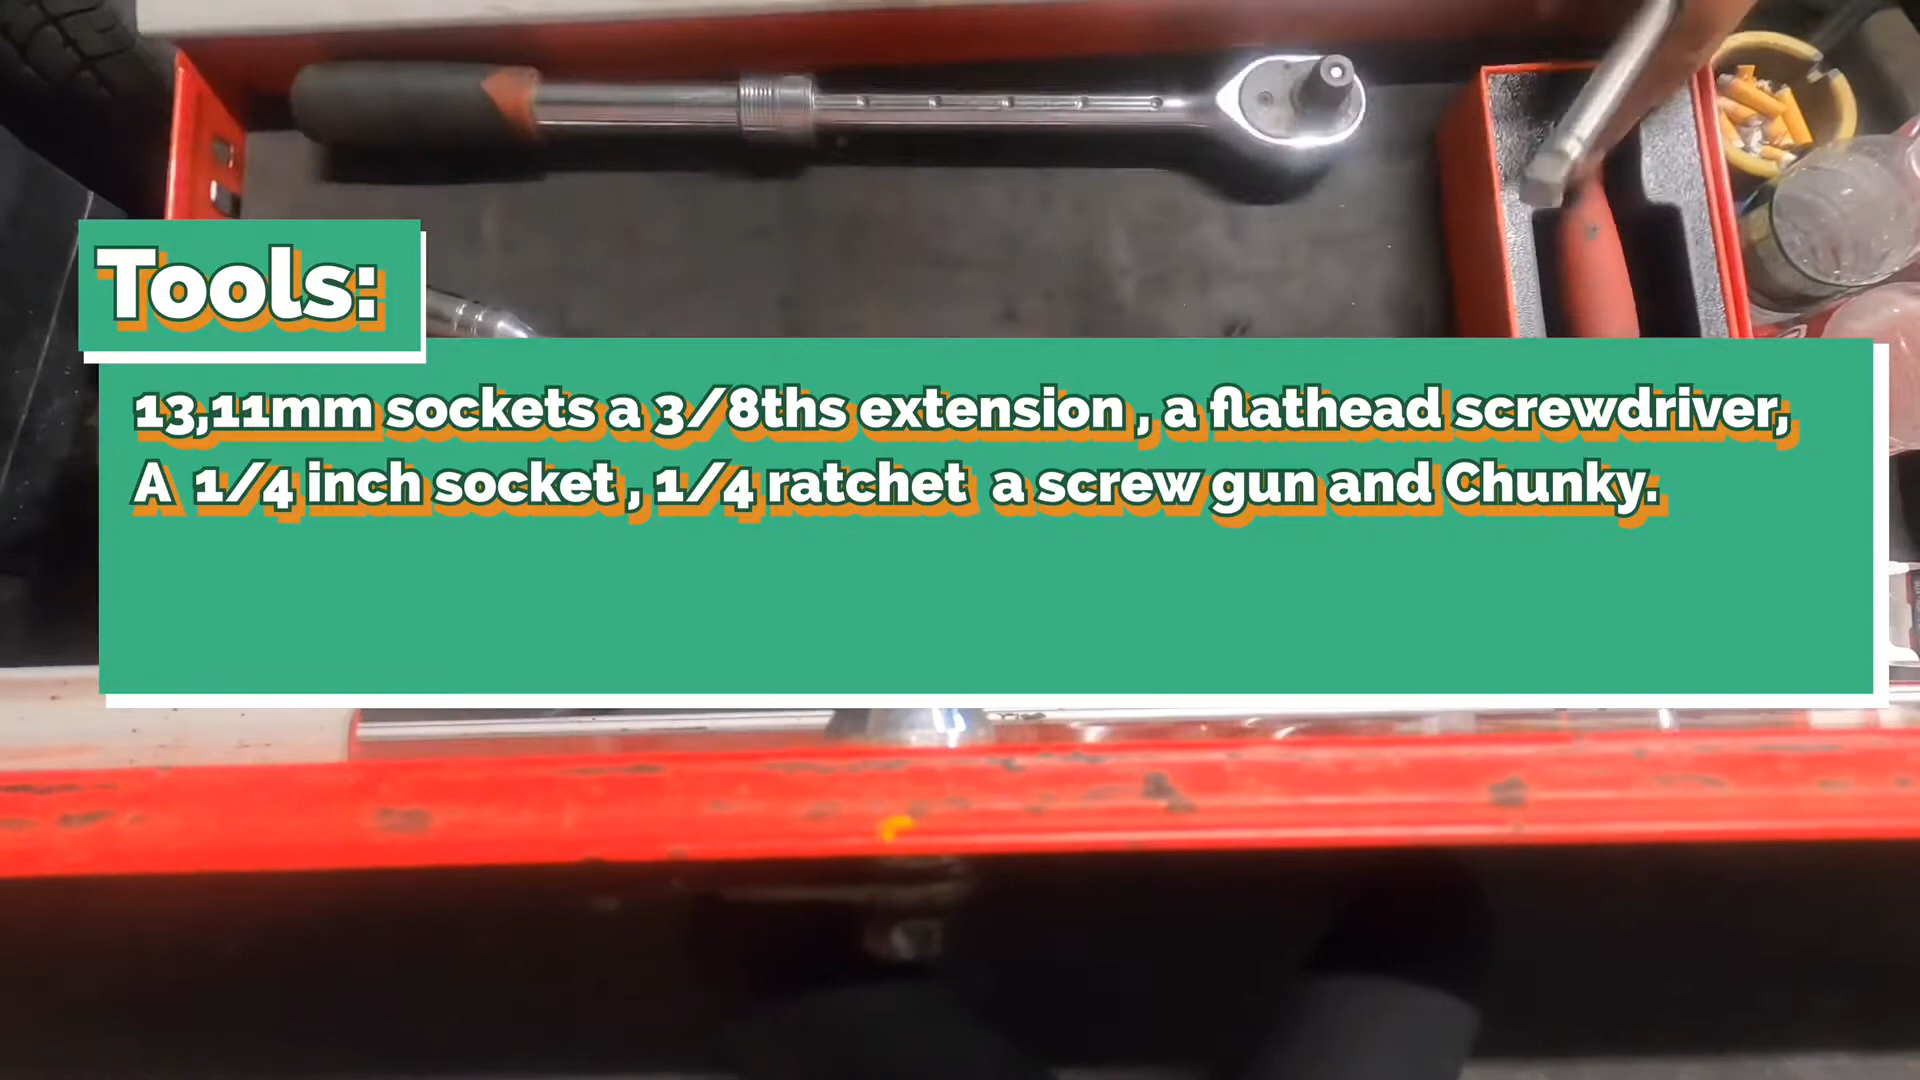 Tools:
13,11mm sockets a 3/8ths extension , a flathead screwdriver,
A 1/4 inch socket , 1/4 ratchet a screw gun and Chunky.